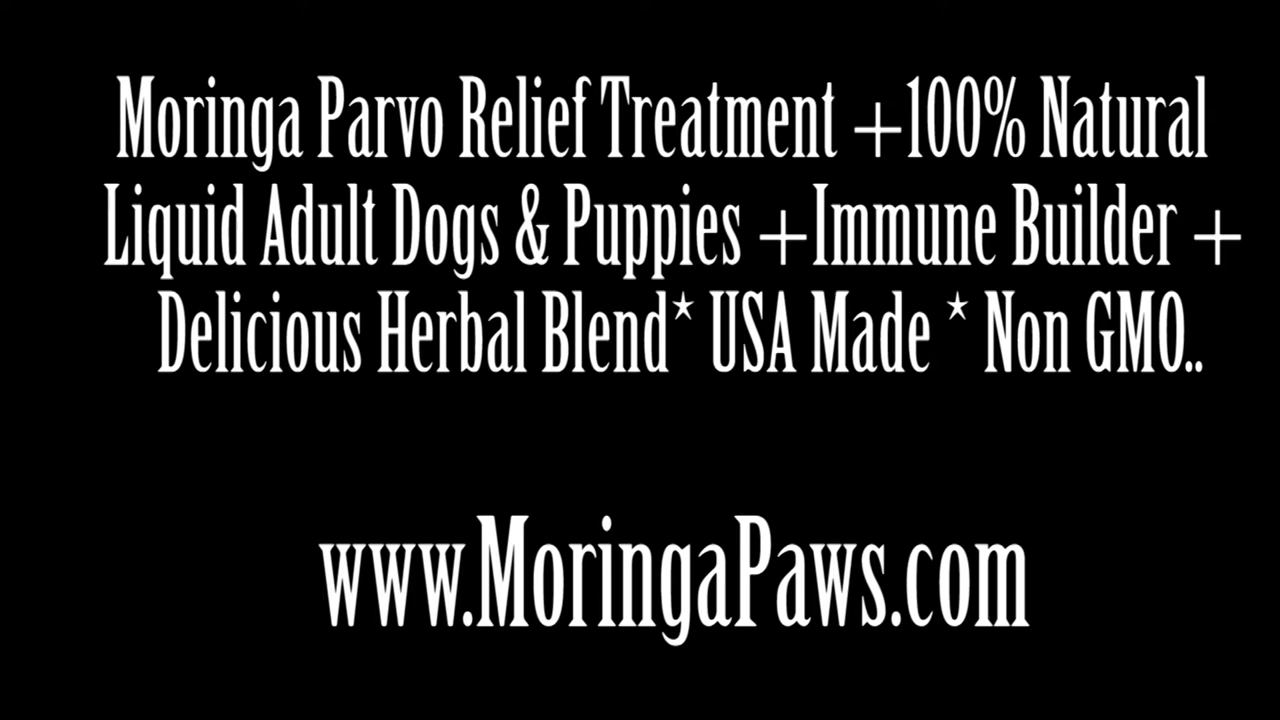 Moringa Parvo Relief Treatment +100% Natural
Liquid Adult Dogs & Puppies +Immune Builder +
Delicious Herbal Blend* USA Made * Non GMO..
www.MoringaPaws.com